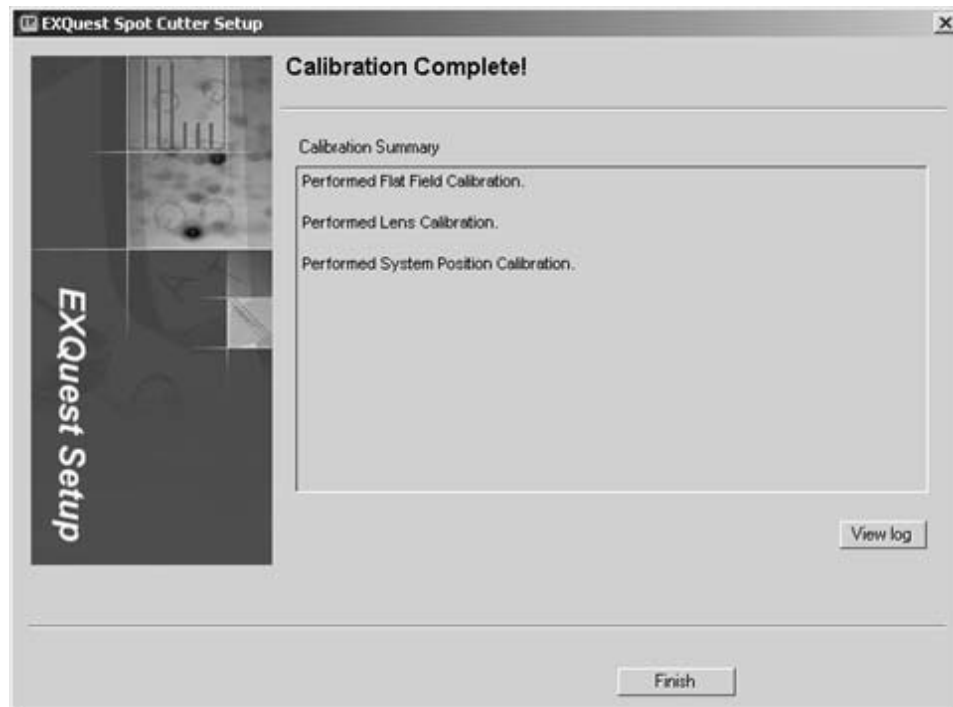 EXQuest Spot Cutter Setup
Calibration Complete!
Calibration Summary
Performed Flat Field Calibration.
Performed Lens Calibration.
Performed System Position Calibration.
EXQuest Setup
View log
Finish